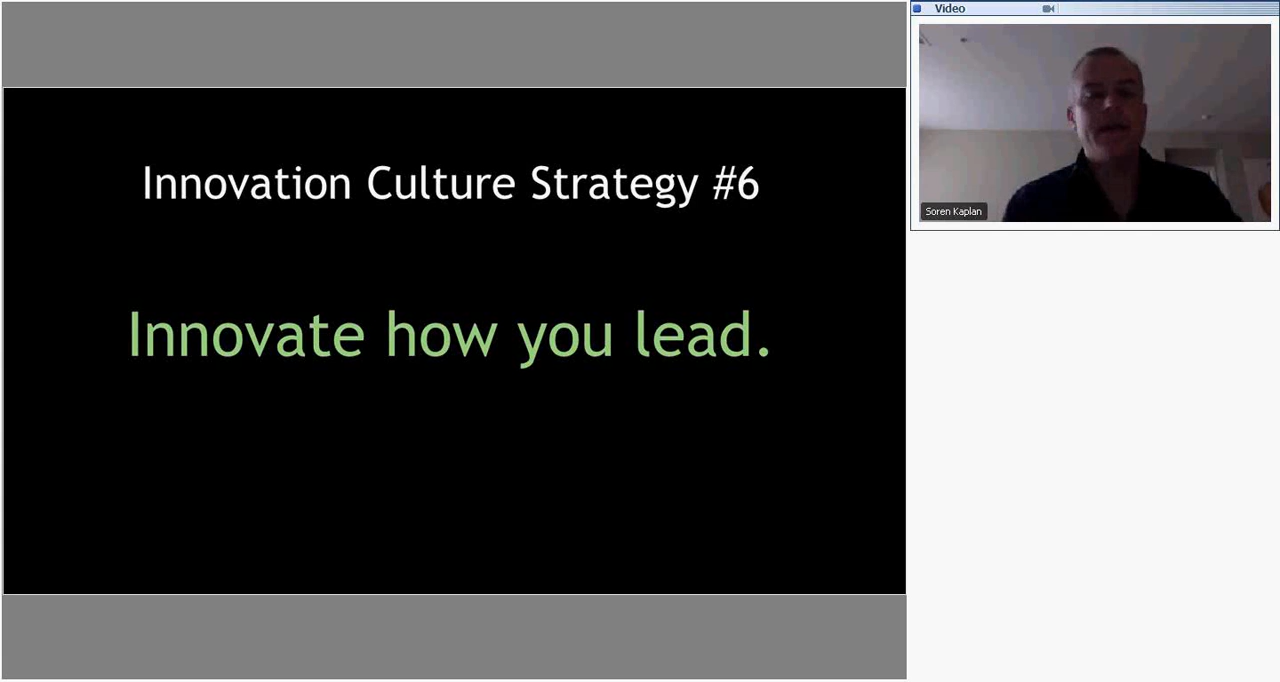 Video
Innovation Culture Strategy #6
Innovate how you lead.
Soren Kaplan